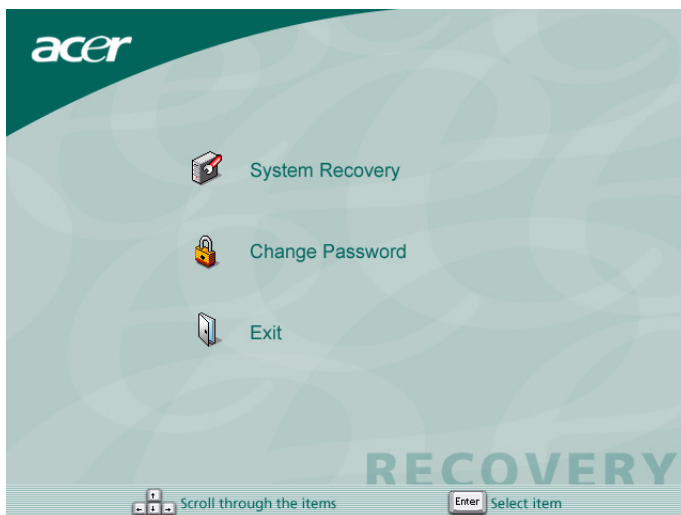 acer
System Recovery
Change Password
Exit
RECOVERY
Scroll through the items
Enter Select item